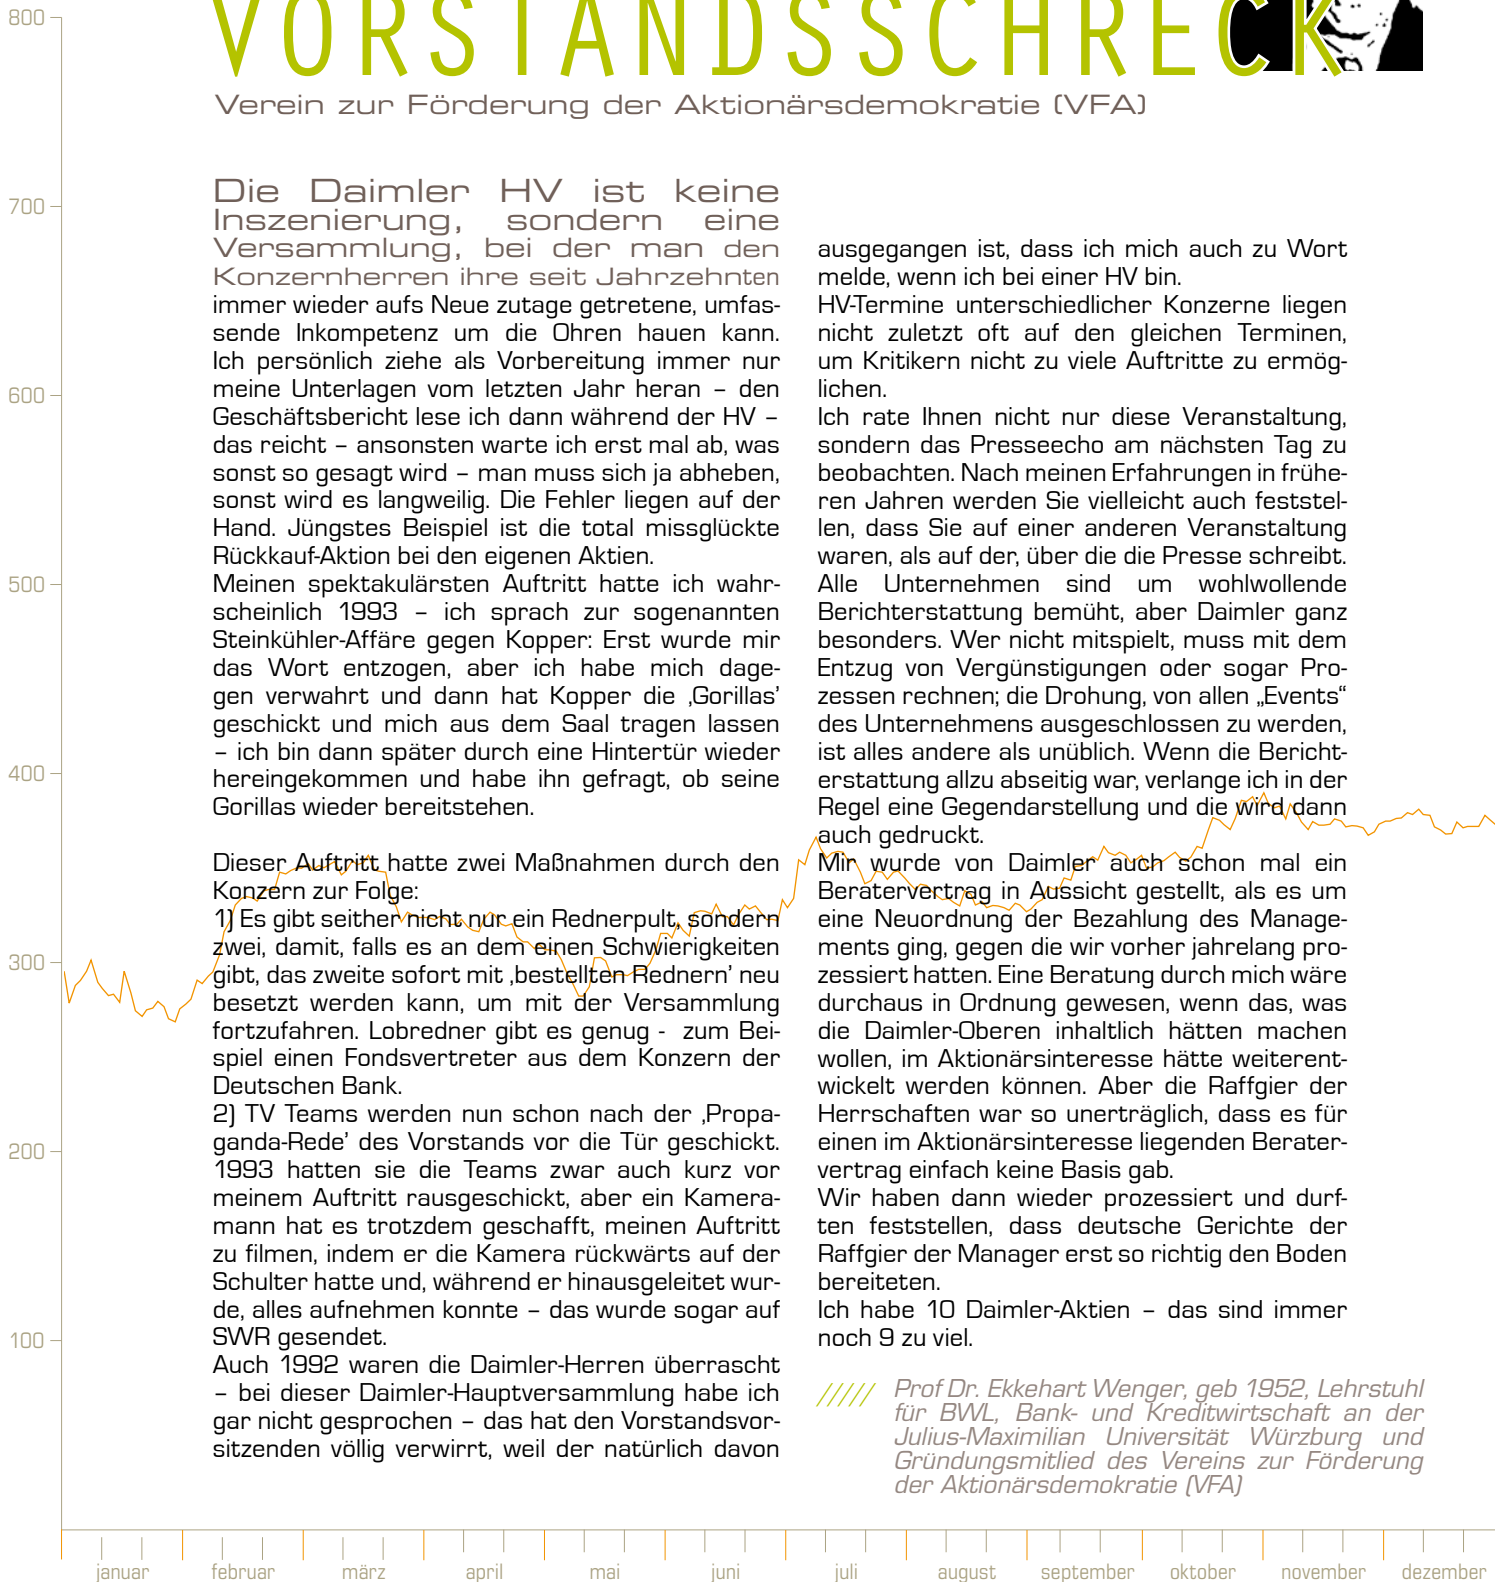 VORSTANDSSCHRECK
Verein zur Förderung der Aktionärsdemokratie (VFA)
Die Daimler HV ist keine
Inszenierung, sondern eine
Versammlung, bei der man den
Konzernherren ihre seit Jahrzehnten
immer wieder aufs Neue zutage getretene, umfas-
sende Inkompetenz um die Ohren hauen kann.
Ich persönlich ziehe als Vorbereitung immer nur
meine Unterlagen vom letzten Jahr heran – den
Geschäftsbericht lese ich dann während der HV –
das reicht – ansonsten warte ich erst mal ab, was
sonst so gesagt wird – man muss sich ja abheben,
sonst wird es langweilig. Die Fehler liegen auf der
Hand. Jüngstes Beispiel ist die total missglückte
Rückkauf-Aktion bei den eigenen Aktien.
Meinen spektakulärsten Auftritt hatte ich wahr-
scheinlich 1993 – ich sprach zur sogenannten
Steinkühler-Affäre gegen Kopper: Erst wurde mir
das Wort entzogen, aber ich habe mich dage-
gen verwahrt und dann hat Kopper die ‚Gorillas’
geschickt und mich aus dem Saal tragen lassen
– ich bin dann später durch eine Hintertür wieder
hereingekommen und habe ihn gefragt, ob seine
Gorillas wieder bereitstehen.
Dieser Auftritt hatte zwei Maßnahmen durch den
Konzern zur Folge:
1) Es gibt seither nicht nur ein Rednerpult, sondern
zwei, damit, falls es an dem einen Schwierigkeiten
gibt, das zweite sofort mit ‚bestellten Rednern’ neu
besetzt werden kann, um mit der Versammlung
fortzufahren. Lobredner gibt es genug - zum Bei-
spiel einen Fondsvertreter aus dem Konzern der
Deutschen Bank.
2) TV Teams werden nun schon nach der ‚Propa-
ganda-Rede’ des Vorstands vor die Tür geschickt.
1993 hatten sie die Teams zwar auch kurz vor
meinem Auftritt rausgeschickt, aber ein Kamera-
mann hat es trotzdem geschafft, meinen Auftritt
zu filmen, indem er die Kamera rückwärts auf der
Schulter hatte und, während er hinausgeleitet wur-
de, alles aufnehmen konnte – das wurde sogar auf
SWR gesendet.
Auch 1992 waren die Daimler-Herren überrascht
– bei dieser Daimler-Hauptversammlung habe ich
gar nicht gesprochen – das hat den Vorstandsvor-
sitzenden völlig verwirrt, weil der natürlich davon
ausgegangen ist, dass ich mich auch zu Wort
melde, wenn ich bei einer HV bin.
HV-Termine unterschiedlicher Konzerne liegen
nicht zuletzt oft auf den gleichen Terminen,
um Kritikern nicht zu viele Auftritte zu ermög-
lichen.
Ich rate Ihnen nicht nur diese Veranstaltung,
sondern das Presseecho am nächsten Tag zu
beobachten. Nach meinen Erfahrungen in frühe-
ren Jahren werden Sie vielleicht auch feststel-
len, dass Sie auf einer anderen Veranstaltung
waren, als auf der, über die die Presse schreibt.
Alle Unternehmen sind um wohlwollende
Berichterstattung bemüht, aber Daimler ganz
besonders. Wer nicht mitspielt, muss mit dem
Entzug von Vergünstigungen oder sogar Pro-
zessen rechnen; die Drohung, von allen „Events“
des Unternehmens ausgeschlossen zu werden,
ist alles andere als unüblich. Wenn die Bericht-
erstattung allzu abseitig war, verlange ich in der
Regel eine Gegendarstellung und die wird dann
auch gedruckt.
Mir wurde von Daimler auch schon mal ein
Beratervertrag in Aussicht gestellt, als es um
eine Neuordnung der Bezahlung des Manage-
ments ging, gegen die wir vorher jahrelang pro-
zessiert hatten. Eine Beratung durch mich wäre
durchaus in Ordnung gewesen, wenn das, was
die Daimler-Oberen inhaltlich hätten machen
wollen, im Aktionärsinteresse hätte weiterent-
wickelt werden können. Aber die Raffgier der
Herrschaften war so unerträglich, dass es für
einen im Aktionärsinteresse liegenden Berater-
vertrag einfach keine Basis gab.
Wir haben dann wieder prozessiert und durf-
ten feststellen, dass deutsche Gerichte der
Raffgier der Manager erst so richtig den Boden
bereiteten.
Ich habe 10 Daimler-Aktien – das sind immer
noch 9 zu viel.
///// Prof Dr. Ekkehart Wenger, geb 1952, Lehrstuhl
für BWL, Bank- und Kreditwirtschaft an der
Julius-Maximilian Universität Würzburg und
Gründungsmitlied des Vereins zur Förderung
der Aktionärsdemokratie (VFA)
800
700
600
500
400
300
200
100
januar februar märz april mai juni juli august september oktober november dezember